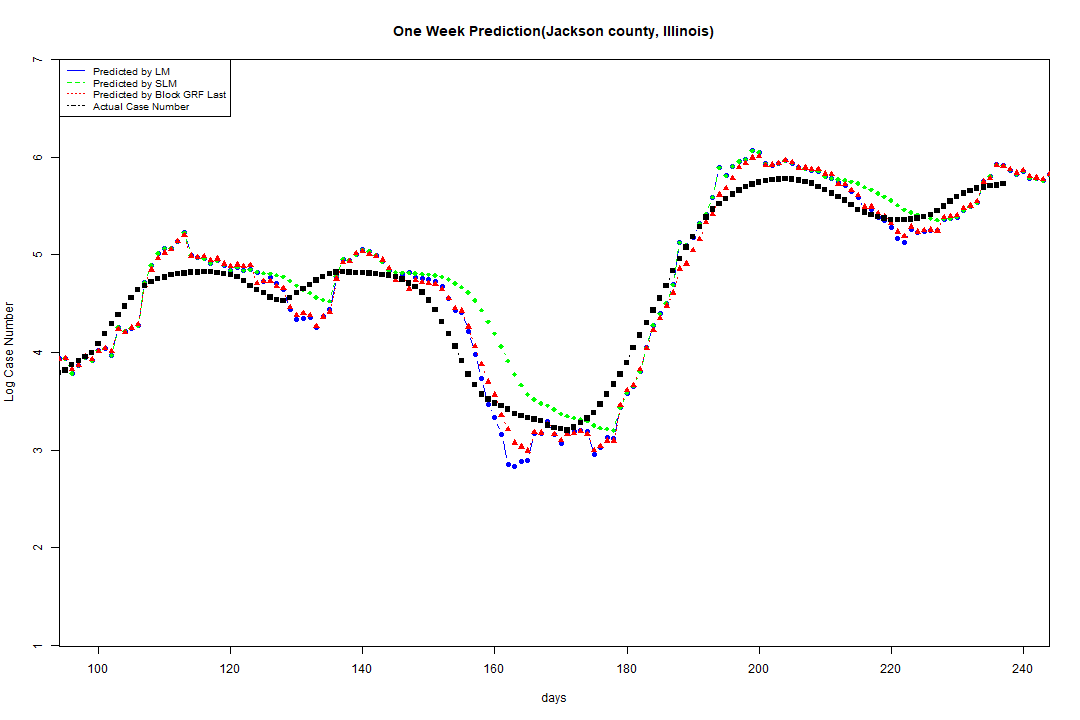 One Week Prediction(Jackson county, Illinois)
Predicted by LM
Predicted by SLM
Predicted by Block GRF Last
Actual Case Number
7
6
5
4
3
2
1
Log Case Number
100 120 140 160 180 200 220 240
days